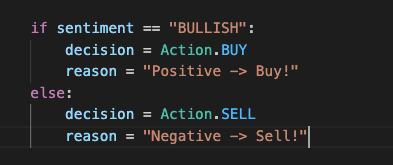 if sentiment == "BULLISH":
    decision = Action.BUY
    reason = "Positive -> Buy!"
else:
    decision = Action.SELL
    reason = "Negative -> Sell!"